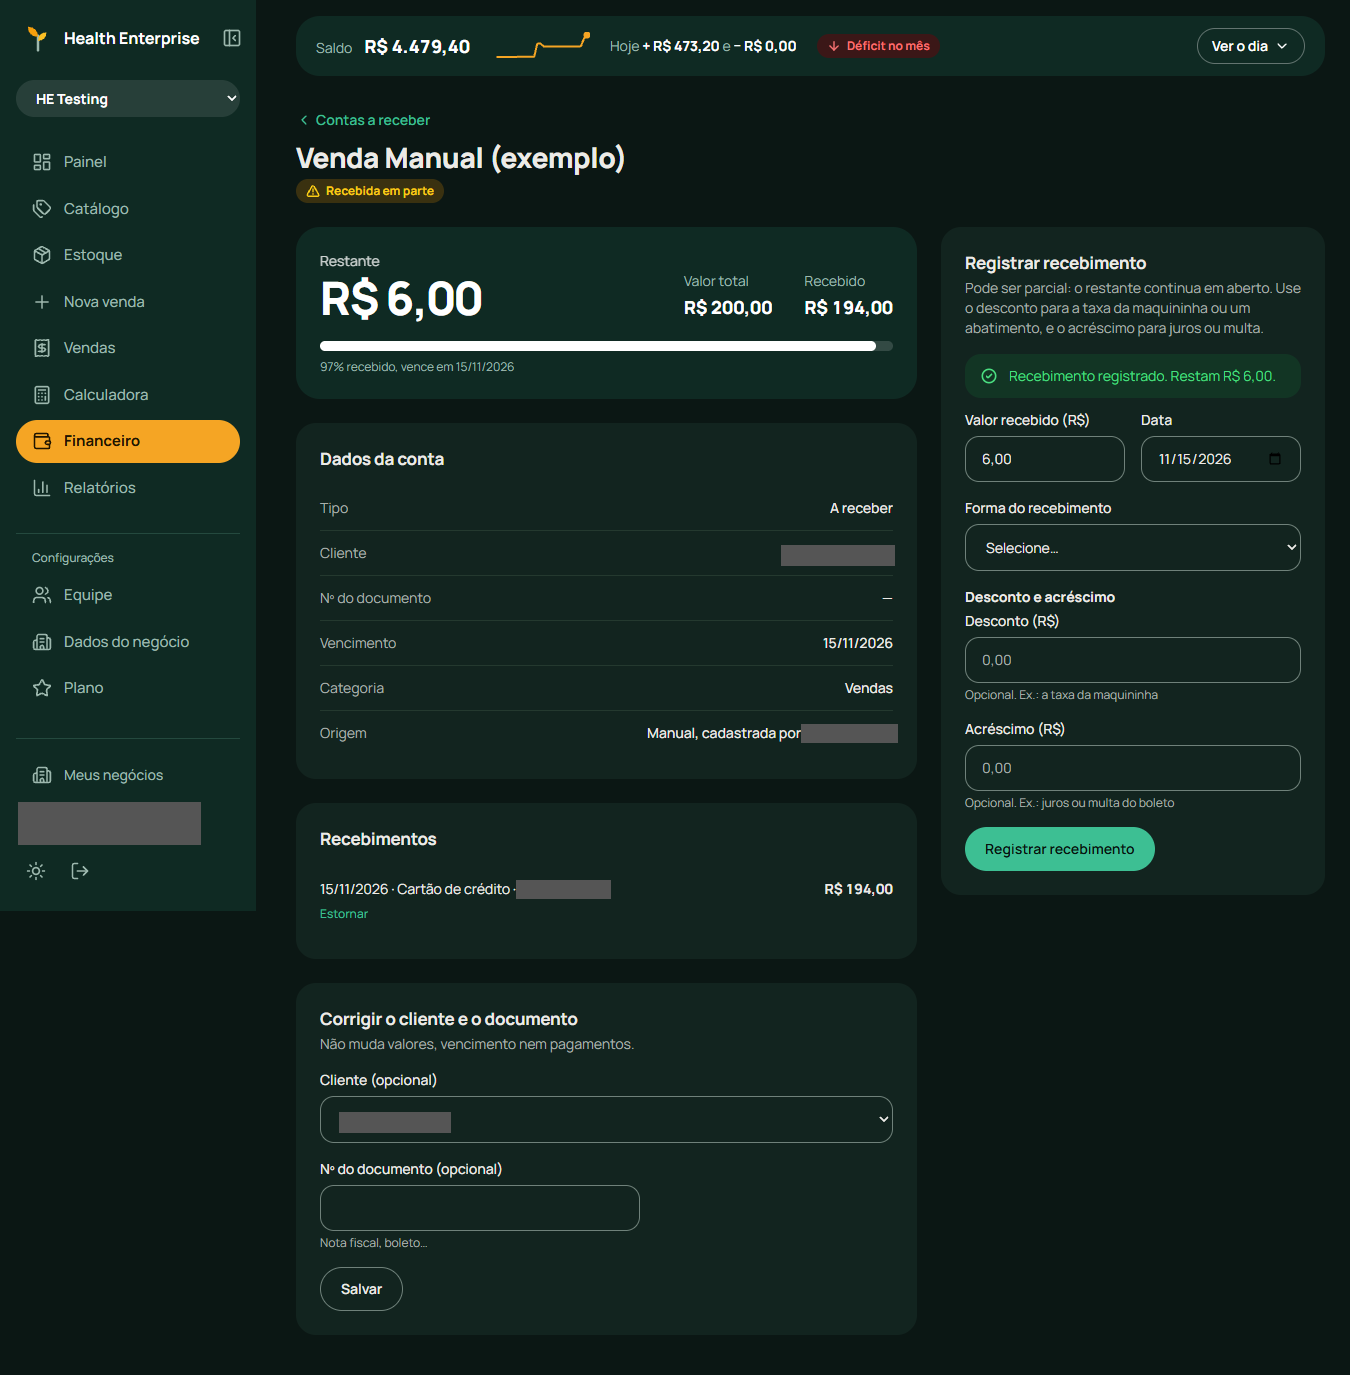 Health Enterprise
HE Testing
Painel
Catálogo
Estoque
Nova venda
Vendas
Calculadora
Financeiro
Relatórios
Configurações
Equipe
Dados do negócio
Plano
Meus negócios
Saldo R$ 4.479,40 Hoje + R$ 473,20 e − R$ 0,00 Déficit no mês Ver o dia
Contas a receber
Venda Manual (exemplo)
Recebida em parte
Restante
R$ 6,00
Valor total
R$ 200,00
Recebido
R$ 194,00
97% recebido, vence em 15/11/2026
Dados da conta
Tipo A receber
Cliente
Nº do documento —
Vencimento 15/11/2026
Categoria Vendas
Origem Manual, cadastrada por
Recebimentos
15/11/2026 · Cartão de crédito · R$ 194,00
Estornar
Corrigir o cliente e o documento
Não muda valores, vencimento nem pagamentos.
Cliente (opcional)
Nº do documento (opcional)
Nota fiscal, boleto…
Salvar
Registrar recebimento
Pode ser parcial: o restante continua em aberto. Use
o desconto para a taxa da maquininha ou um
abatimento, e o acréscimo para juros ou multa.
Recebimento registrado. Restam R$ 6,00.
Valor recebido (R$)
6,00
Data
11/15/2026
Forma do recebimento
Selecione…
Desconto e acréscimo
Desconto (R$)
0,00
Opcional. Ex.: a taxa da maquininha
Acréscimo (R$)
0,00
Opcional. Ex.: juros ou multa do boleto
Registrar recebimento